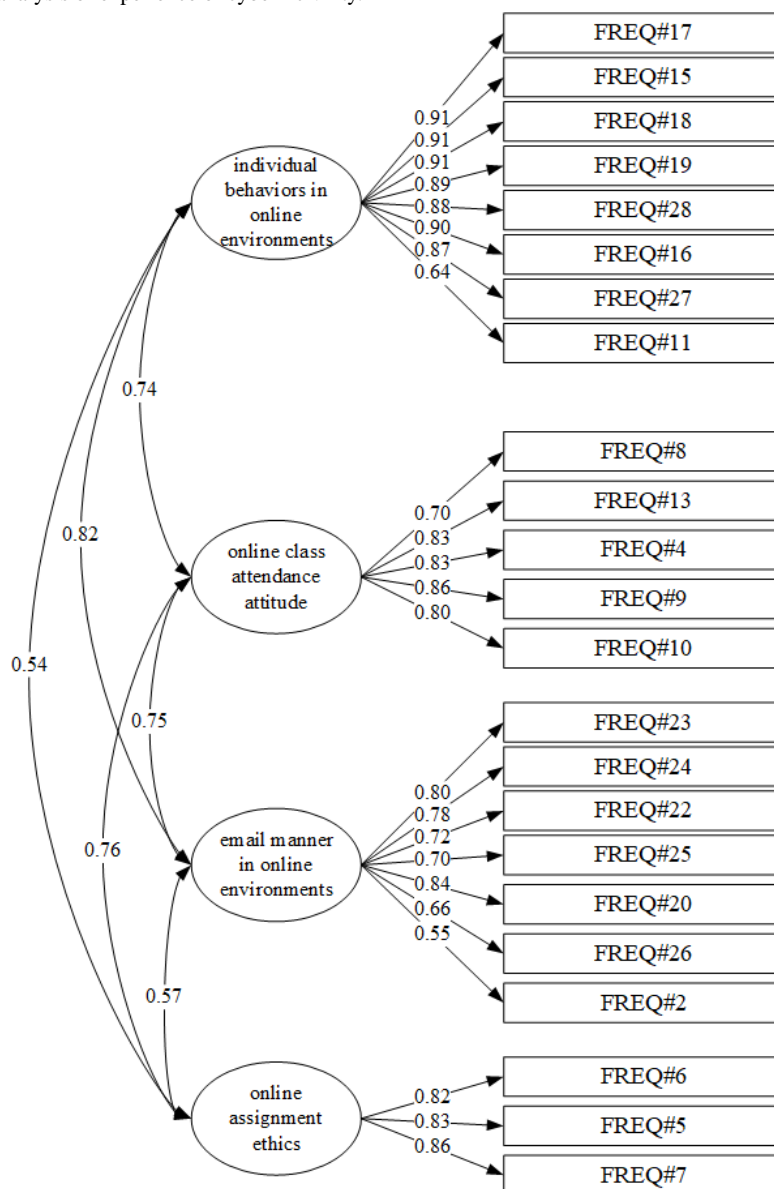 FREQ#17
FREQ#15
FREQ#18
FREQ#19
FREQ#28
FREQ#16
FREQ#27
FREQ#11
0.91
0.91
0.91
0.89
0.88
0.90
0.87
0.64
individual
behaviors in
online
environments
0.74
0.82
0.54
FREQ#8
FREQ#13
FREQ#4
FREQ#9
FREQ#10
0.70
0.83
0.83
0.86
0.80
online class
attendance
attitude
0.75
0.76
FREQ#23
FREQ#24
FREQ#22
FREQ#25
FREQ#20
FREQ#26
FREQ#2
0.80
0.78
0.72
0.70
0.84
0.66
0.55
email manner
in online
environments
0.57
FREQ#6
FREQ#5
FREQ#7
0.82
0.83
0.86
online
assignment
ethics